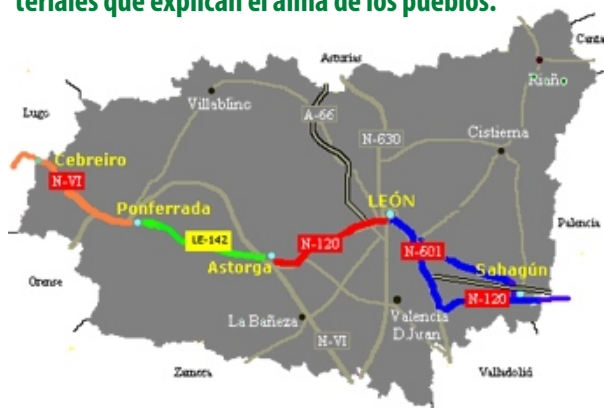 teriales que explican el alma de los pueblos.
Asturias
Canta
Riaño
Villablino
Lugo
A-66
N-630
Cistierna
Cebreiro
N-VI
Ponferrada
LEÓN
Palencia
LE-142
N-120
N-601
Astorga
Sahagún
Orense
N-120
La Bañeza
Valencia
D.Juan
N-VI
Zamora
Valladolid